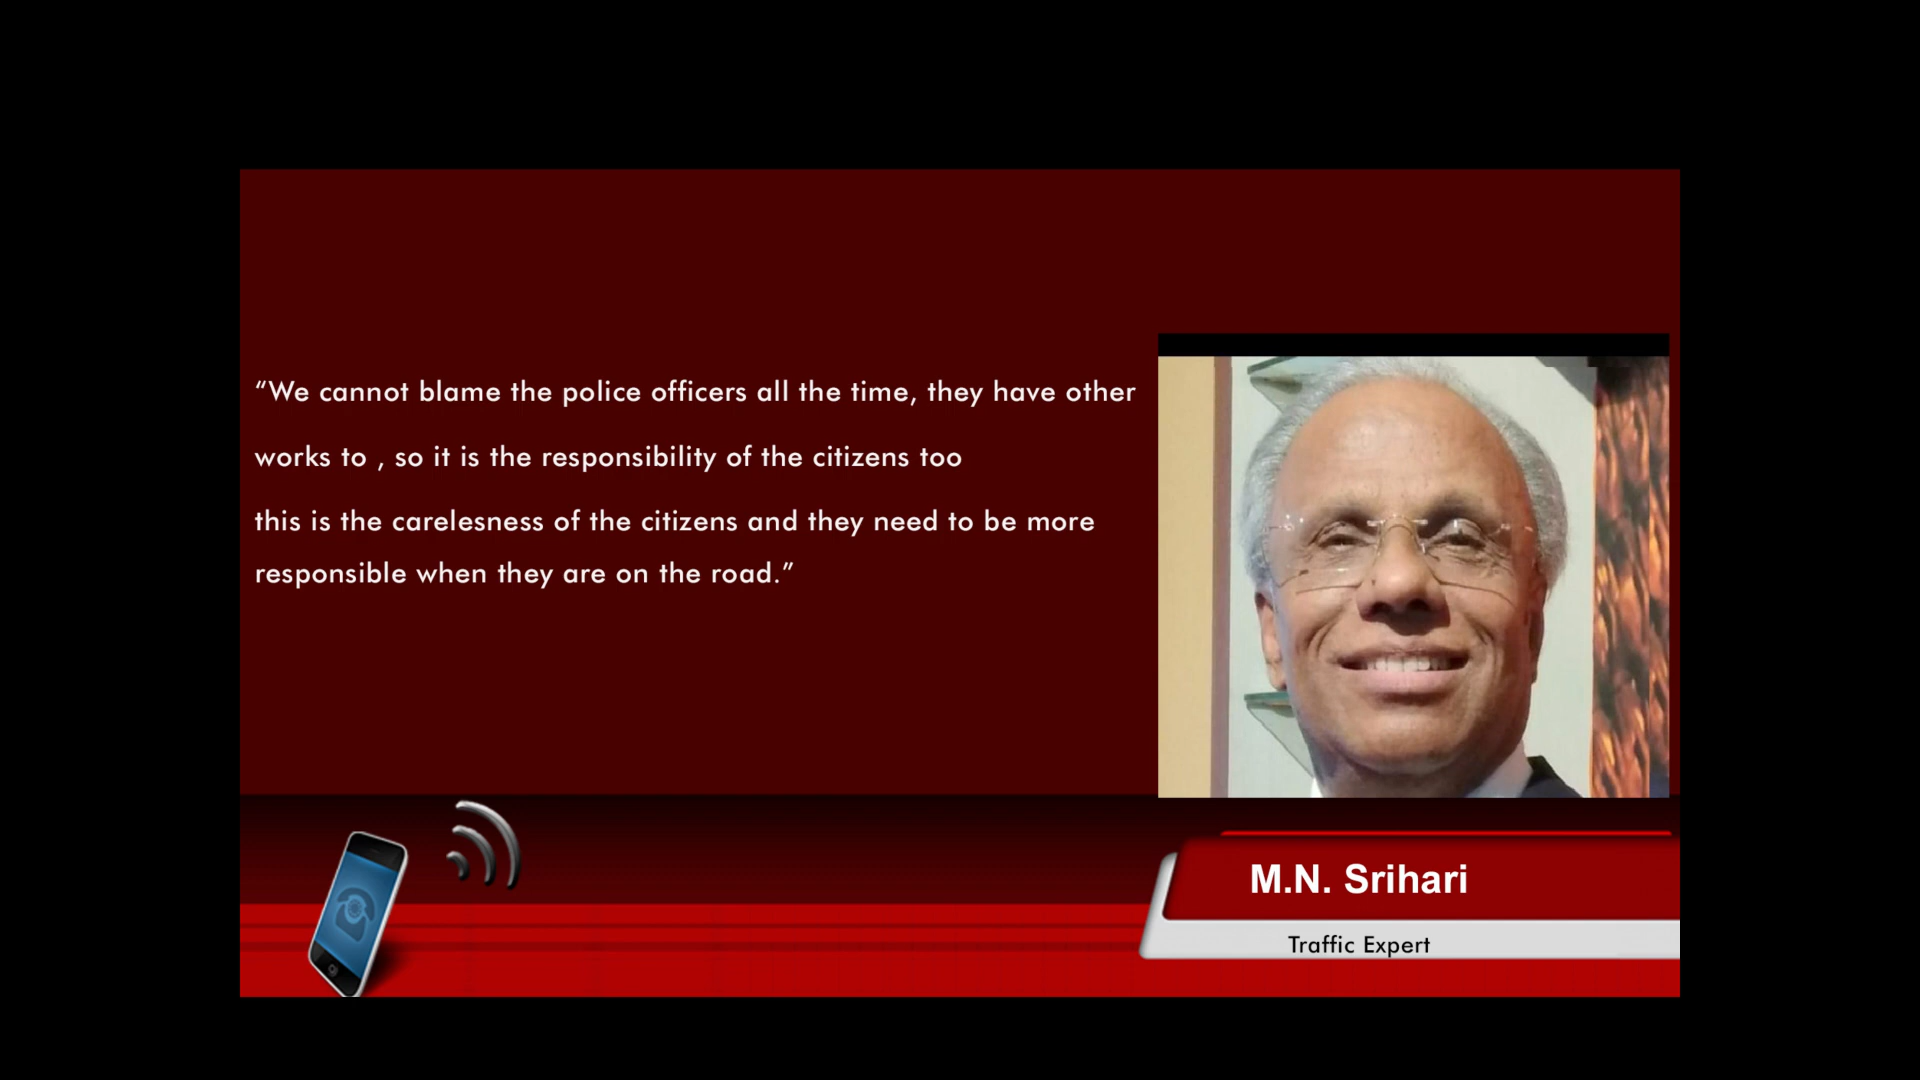 “We cannot blame the police officers all the time, they have other
works to , so it is the responsibility of the citizens too
this is the carelesness of the citizens and they need to be more
responsible when they are on the road.”
M.N. Srihari
Traffic Expert